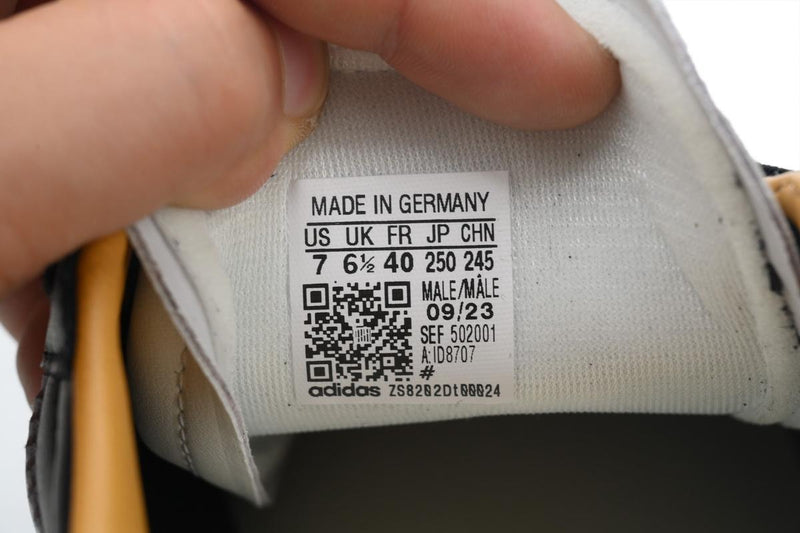 MADE IN GERMANY
US UK FR JP CHN
7 6½ 40 250 245
MALE/MÂLE
09/23
SEF 502001
A:ID8707
#
adidas ZS8202Dt00024